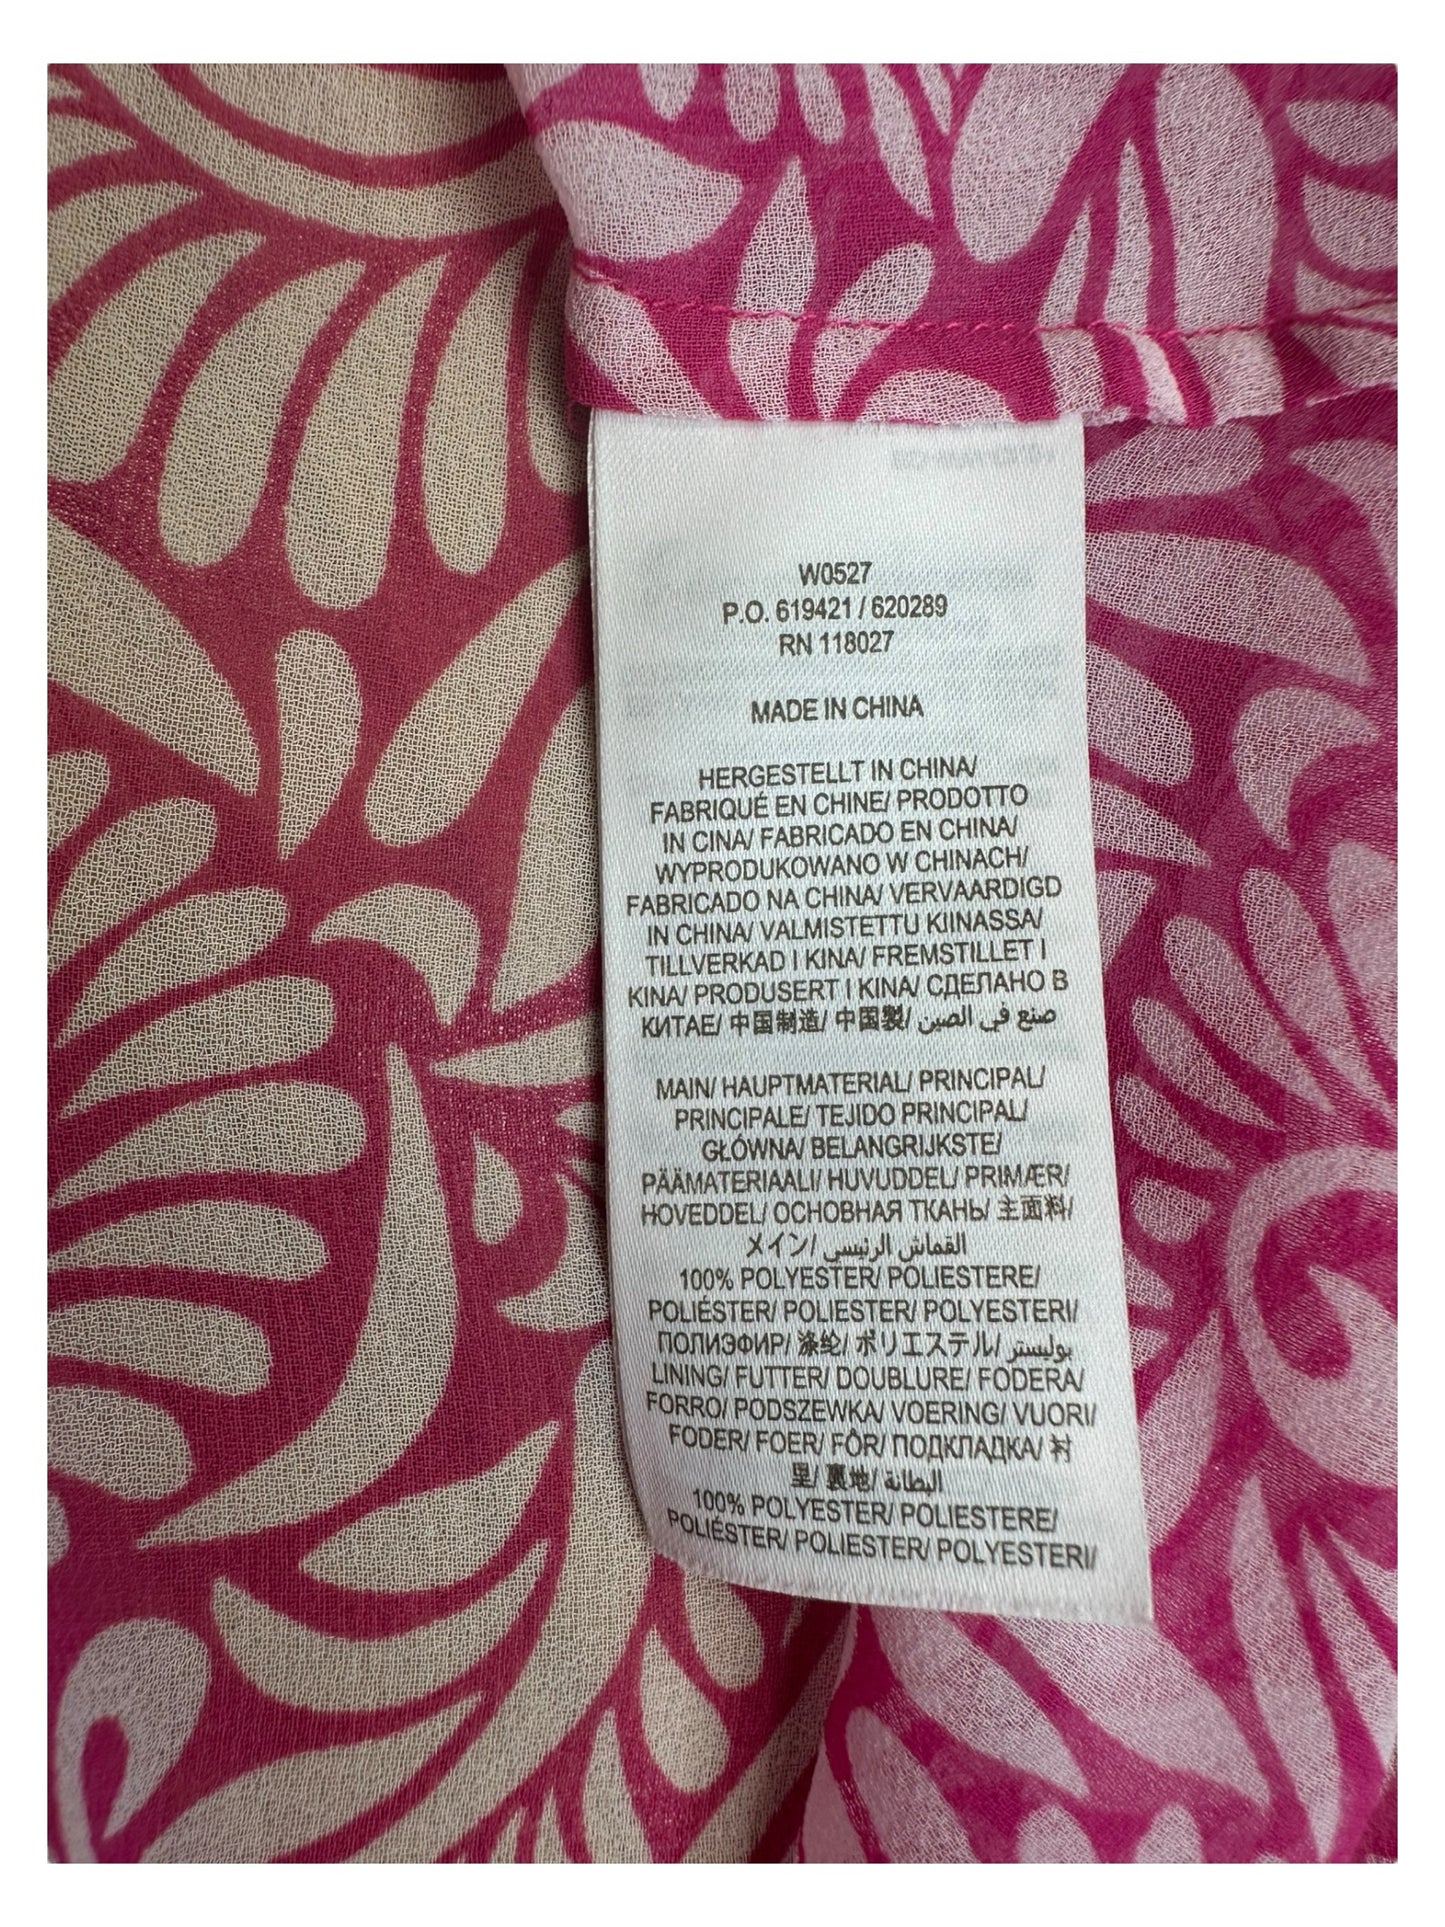 W0527
P.O. 619421 / 620289
RN 118027
MADE IN CHINA
HERGESTELLT IN CHINA/
FABRIQUÉ EN CHINE/ PRODOTTO
IN CINA/ FABRICADO EN CHINA/
WYPRODUKOWANO W CHINACH/
FABRICADO NA CHINA/ VERVAARDIGD
IN CHINA/ VALMISTETTU KIINASSA/
TILLVERKAD I KINA/ FREMSTILLET I
KINA/ PRODUSERT I KINA/ СДЕЛАНО В
КИТАЕ/ 中国制造/ 中国製/ صنع في الصين
MAIN/ HAUPTMATERIAL/ PRINCIPAL/
PRINCIPALE/ TEJIDO PRINCIPAL/
GŁÓWNA/ BELANGRIJKSTE/
PÄÄMATERIAALI/ HUVUDDEL/ PRIMÆR/
HOVEDDEL/ ОСНОВНАЯ ТКАНЬ/ 主面料/
メイン/ القماش الرئيسي
100% POLYESTER/ POLIESTERE/
POLIÉSTER/ POLIESTER/ POLYESTERI/
ПОЛИЭФИР/ 涤纶/ ポリエステル/ بوليستر
LINING/ FUTTER/ DOUBLURE/ FODERA/
FORRO/ PODSZEWKA/ VOERING/ VUORI/
FODER/ FOER/ FÔR/ ПОДКЛАДКА/ 衬
里/ 裏地/ البطانة
100% POLYESTER/ POLIESTERE/
POLIÉSTER/ POLIESTER/ POLYESTERI/